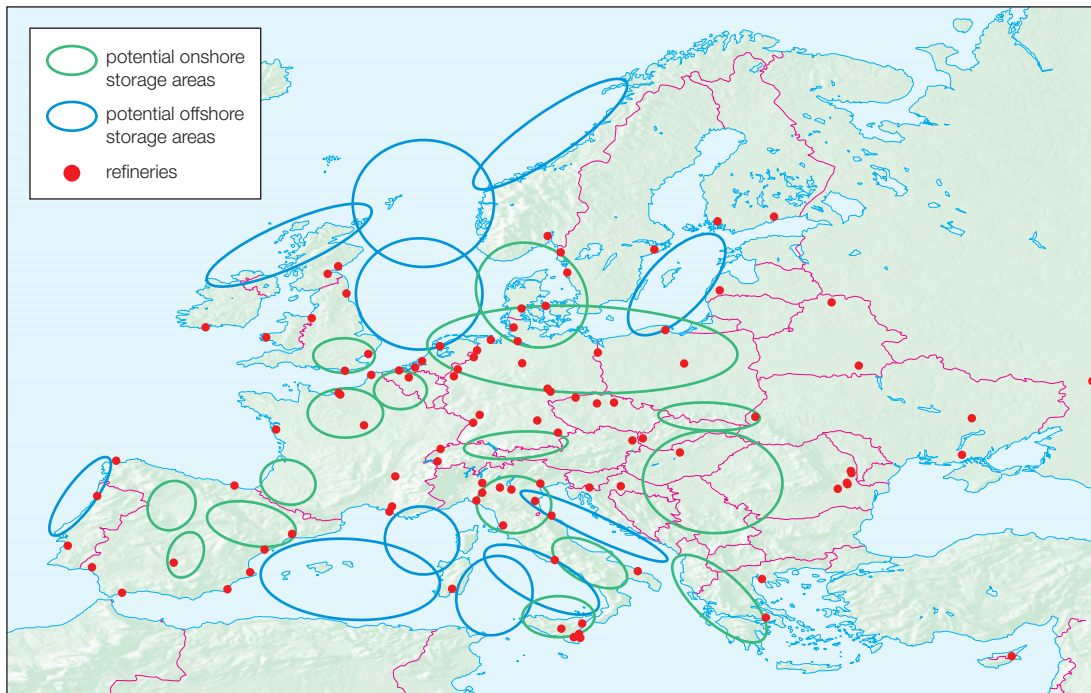 potential onshore
storage areas
potential offshore
storage areas
refineries